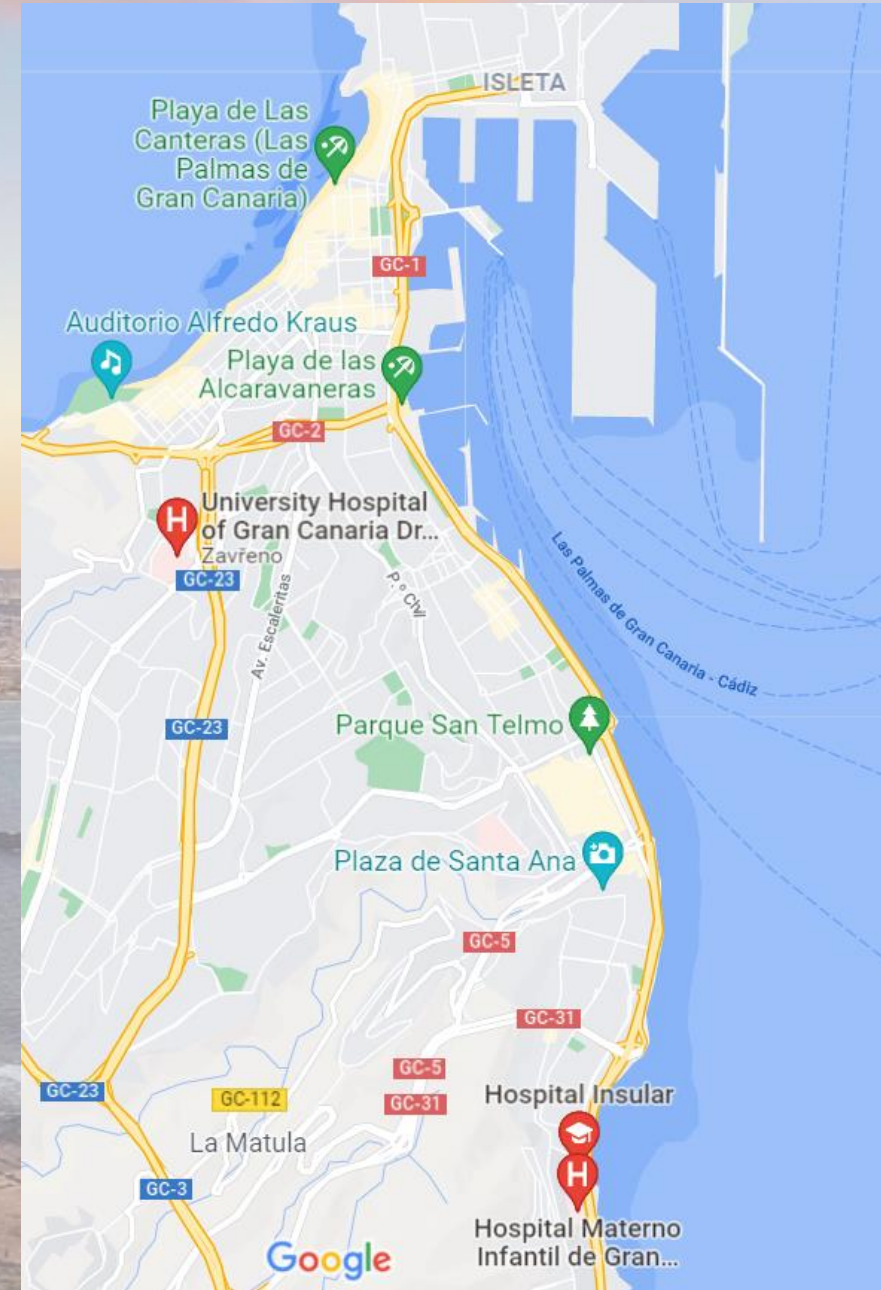 ISLETA
Playa de Las
Canteras (Las
Palmas de
Gran Canaria)
GC-1
Auditorio Alfredo Kraus
Playa de las
Alcaravaneras
GC-2
University Hospital
of Gran Canaria Dr...
Zavřeno
GC-23
Av. Escaleritas
P.º Chil
Las Palmas de Gran Canaria - Cádiz
GC-23
Parque San Telmo
Plaza de Santa Ana
GC-5
GC-31
GC-5
GC-31
GC-23
GC-112
Hospital Insular
La Matula
GC-3
Hospital Materno
Infantil de Gran...
Google
H
H